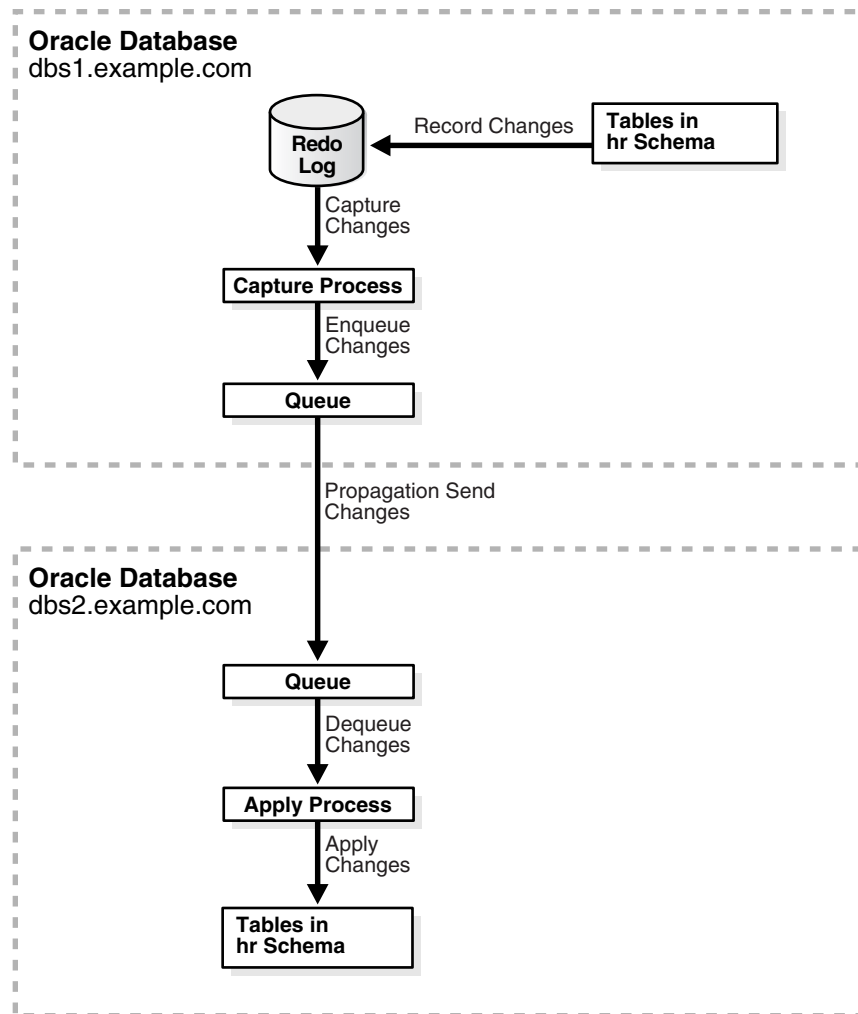 Oracle Database
dbs1.example.com
Redo
Log
Record Changes
Tables in
hr Schema
Capture
Changes
Capture Process
Enqueue
Changes
Queue
Propagation Send
Changes
Oracle Database
dbs2.example.com
Queue
Dequeue
Changes
Apply Process
Apply
Changes
Tables in
hr Schema